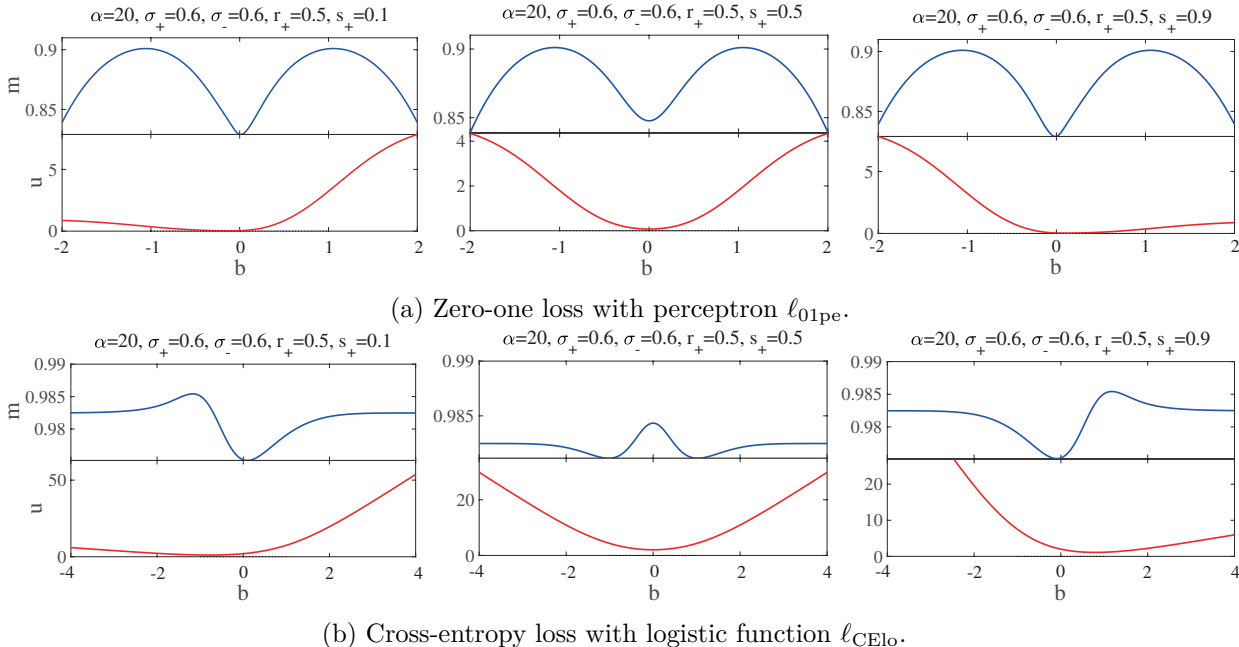 α=20, σ+=0.6, σ-=0.6, r+=0.5, s+=0.1
α=20, σ+=0.6, σ-=0.6, r+=0.5, s+=0.5
α=20, σ+=0.6, σ-=0.6, r+=0.5, s+=0.9
0.9
0.85
m
0.9
0.85
0.9
0.85
5
0
u
4
2
0
5
0
-2 -1 0 1 2
-2 -1 0 1 2
-2 -1 0 1 2
b
b
b
(a) Zero-one loss with perceptron ℓ01pe.
α=20, σ+=0.6, σ-=0.6, r+=0.5, s+=0.1
α=20, σ+=0.6, σ-=0.6, r+=0.5, s+=0.5
α=20, σ+=0.6, σ-=0.6, r+=0.5, s+=0.9
0.99
0.985
0.98
m
0.99
0.985
0.99
0.985
0.98
50
0
u
20
0
20
10
0
-4 -2 0 2 4
-4 -2 0 2 4
-4 -2 0 2 4
b
b
b
(b) Cross-entropy loss with logistic function ℓCElo.